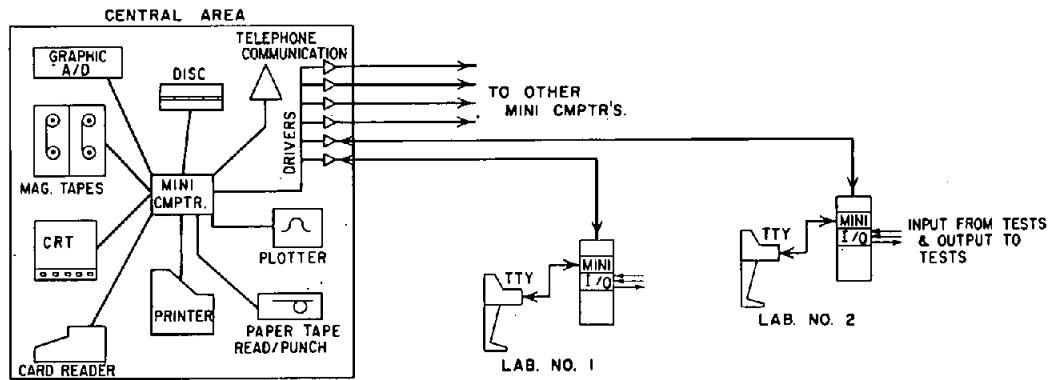 CENTRAL AREA
GRAPHIC
A/D
DISC
TELEPHONE
COMMUNICATION
MAG. TAPES
MINI
CMPTR.
DRIVERS
TO OTHER
MINI CMPTR'S.
CRT
PLOTTER
PRINTER
PAPER TAPE
READ/PUNCH
CARD READER
TTY
MINI
I/O
LAB. NO. 1
TTY
MINI
I/O
INPUT FROM TESTS
& OUTPUT TO
TESTS
LAB. NO. 2